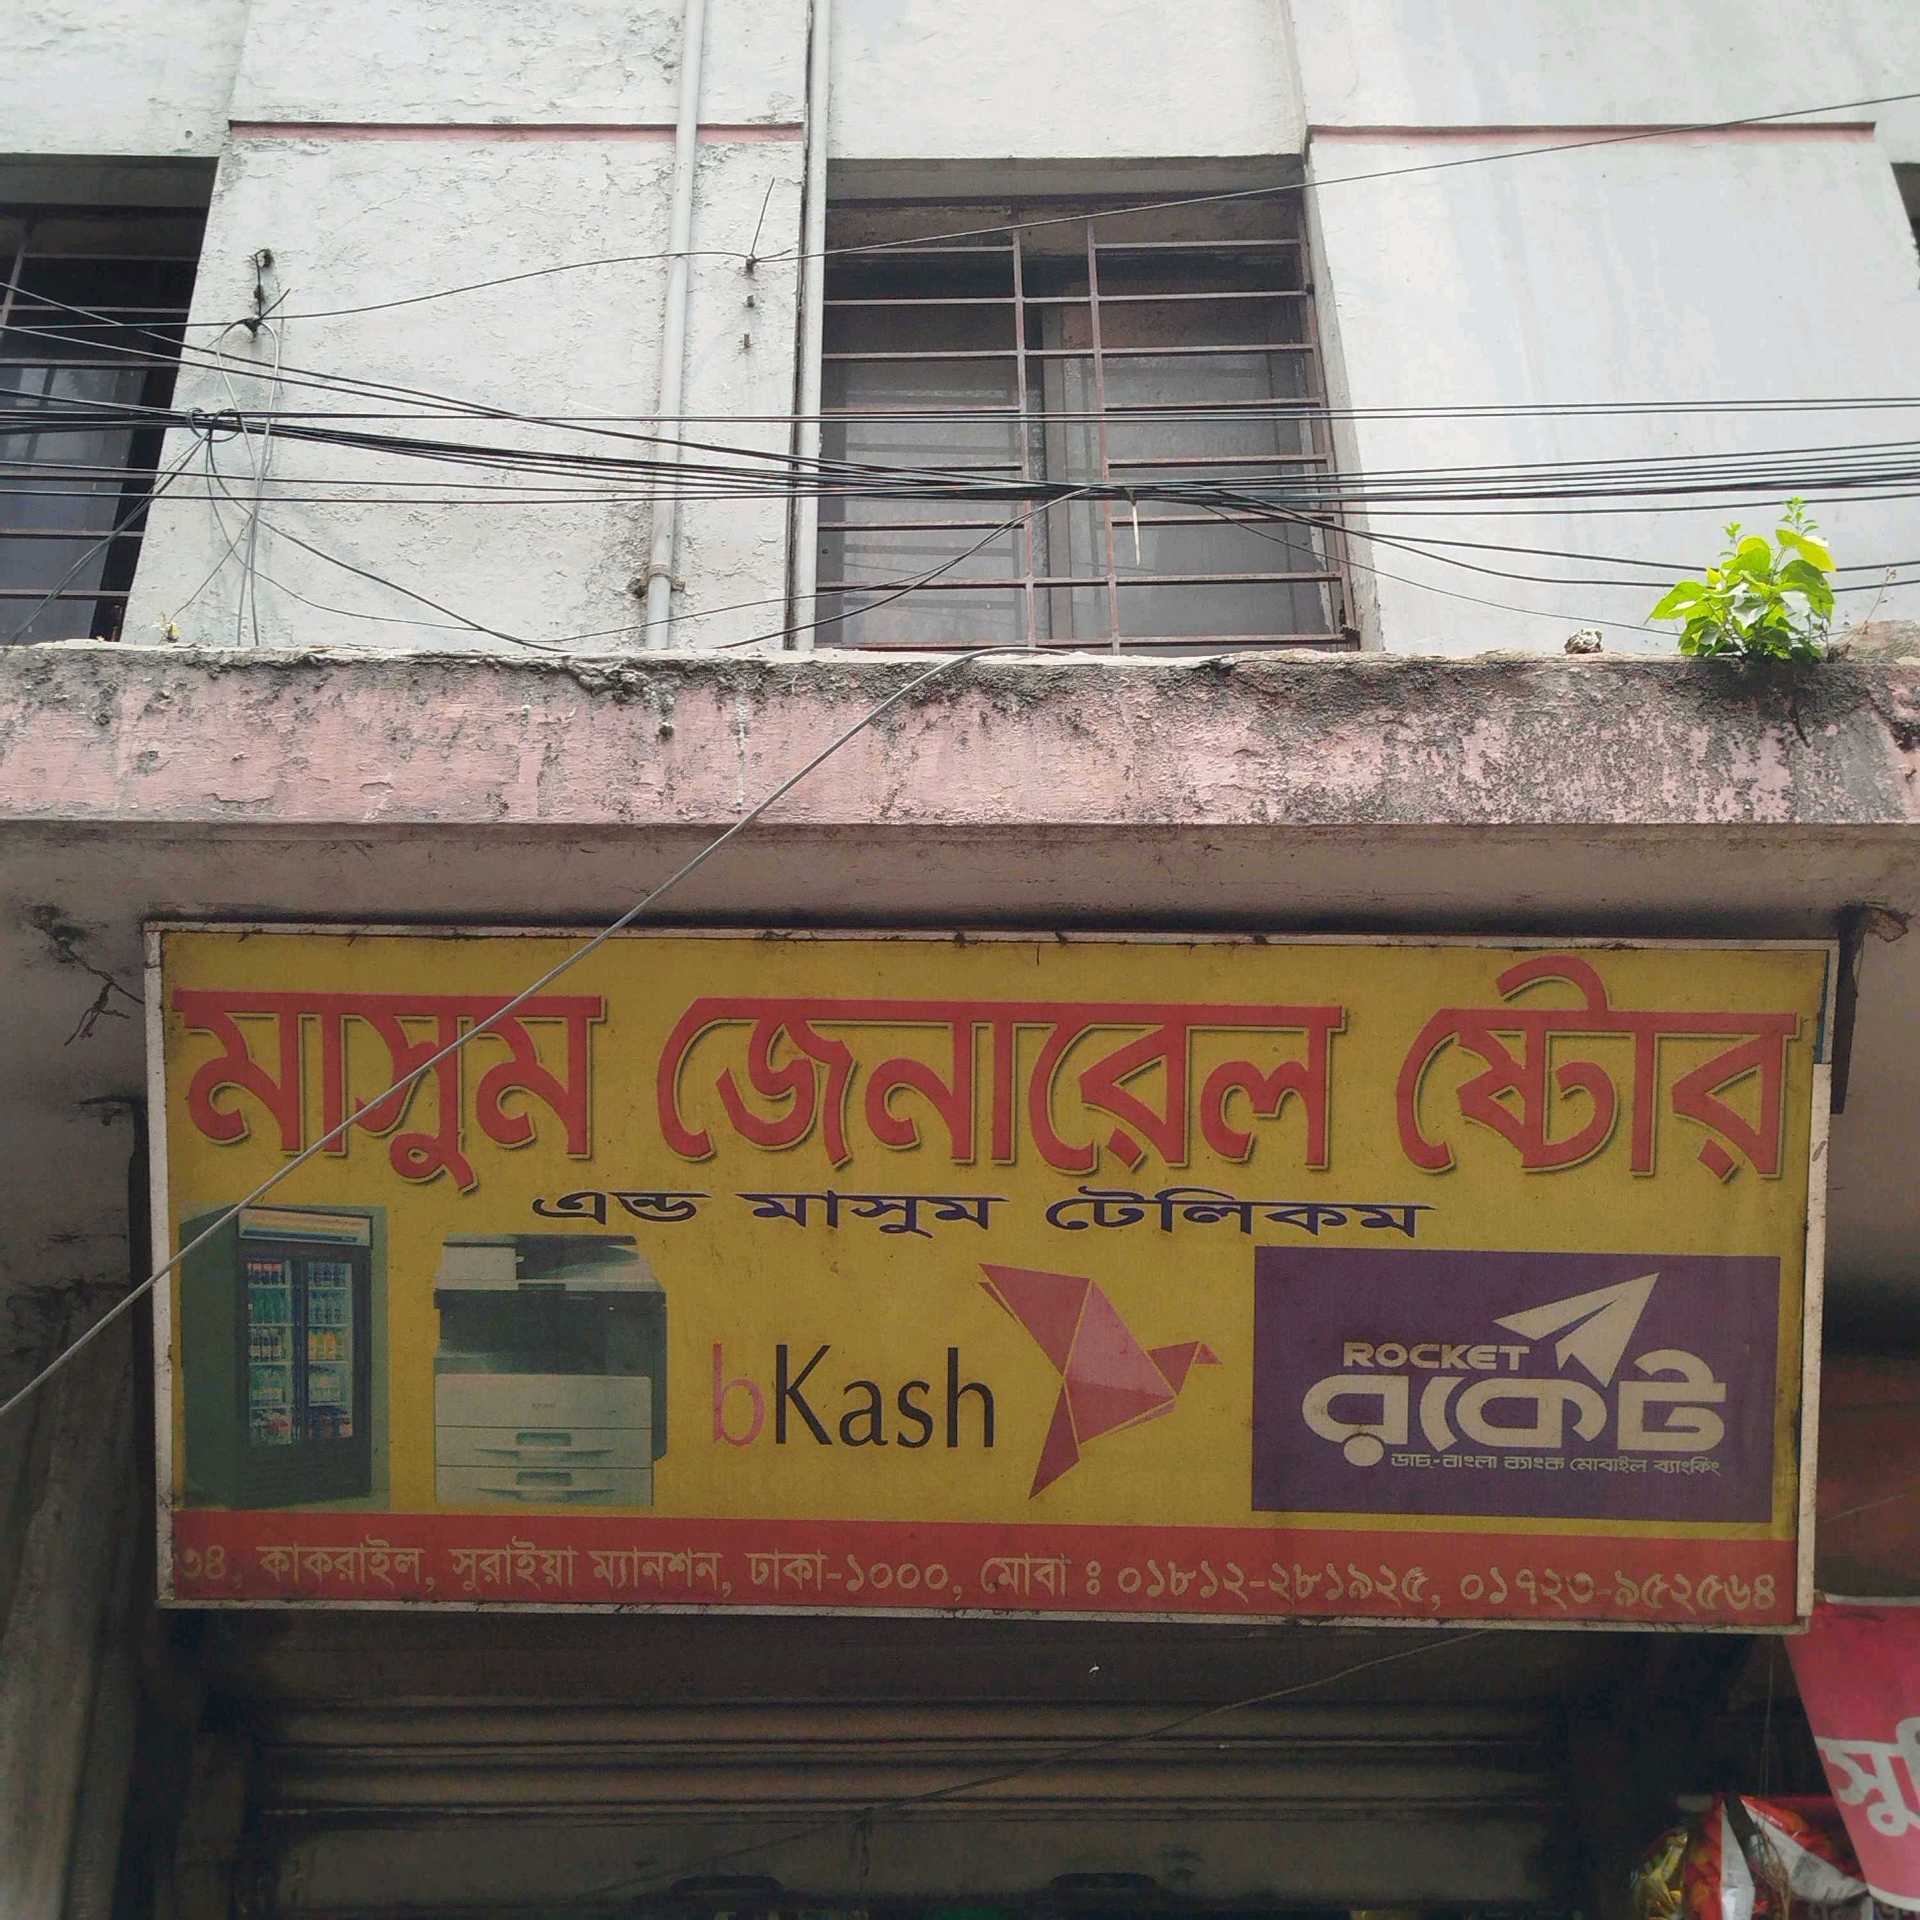 মাসুম জেনারেল ষ্টোর
এন্ড মাসুম টেলিকম
bKash
ROCKET
রকেট
ডাচ্-বাংলা ব্যাংক মোবাইল ব্যাংকিং
৩৪, কাকরাইল, সুরাইয়া ম্যানশন, ঢাকা-১০০০, মোবা ঃ ০১৮১২-২৮১৯২৫, ০১৭২৩-৯৫২৫৬৪